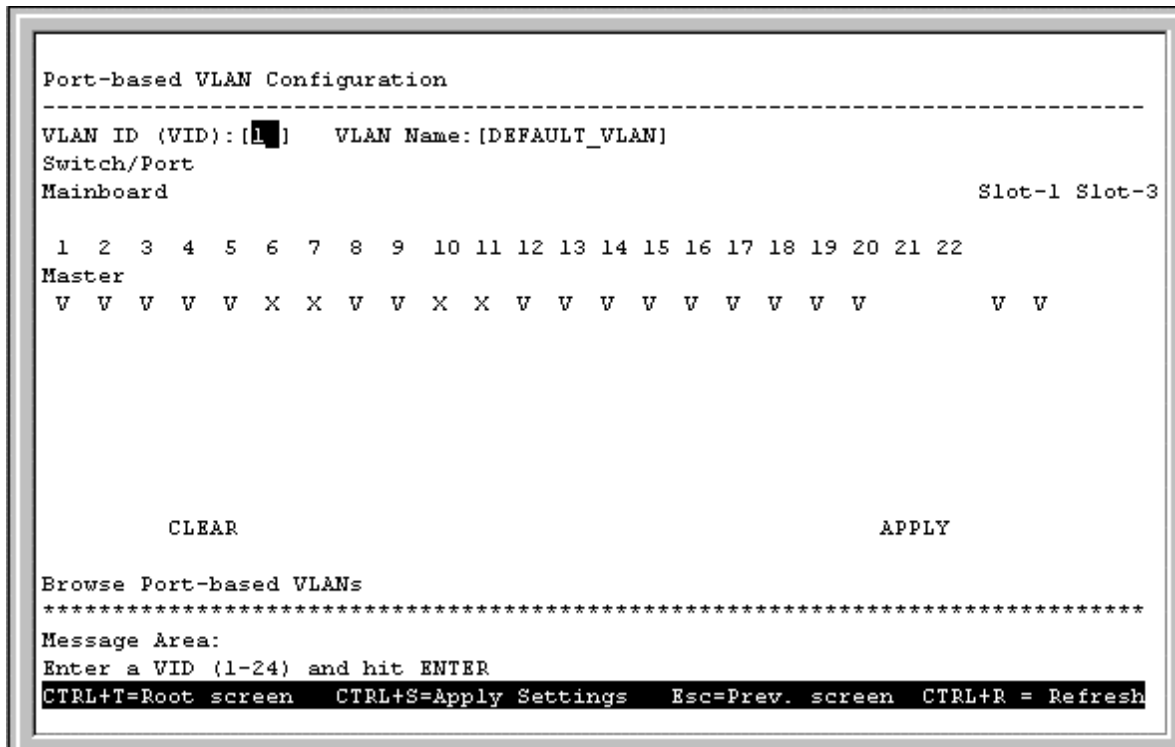 Port-based VLAN Configuration
-------------------------------------------------------------------------------
VLAN ID (VID):[1 ]   VLAN Name:[DEFAULT_VLAN]
Switch/Port
Mainboard                                                          Slot-1 Slot-3
1  2  3  4  5  6  7  8  9  10 11 12 13 14 15 16 17 18 19 20 21 22
Master
V  V  V  V  V  X  X  V  V  X  X  V  V  V  V  V  V  V  V  V        V  V
CLEAR                                              APPLY
Browse Port-based VLANs
*******************************************************************************
Message Area:
Enter a VID (1-24) and hit ENTER
CTRL+T=Root screen   CTRL+S=Apply Settings   Esc=Prev. screen  CTRL+R = Refresh